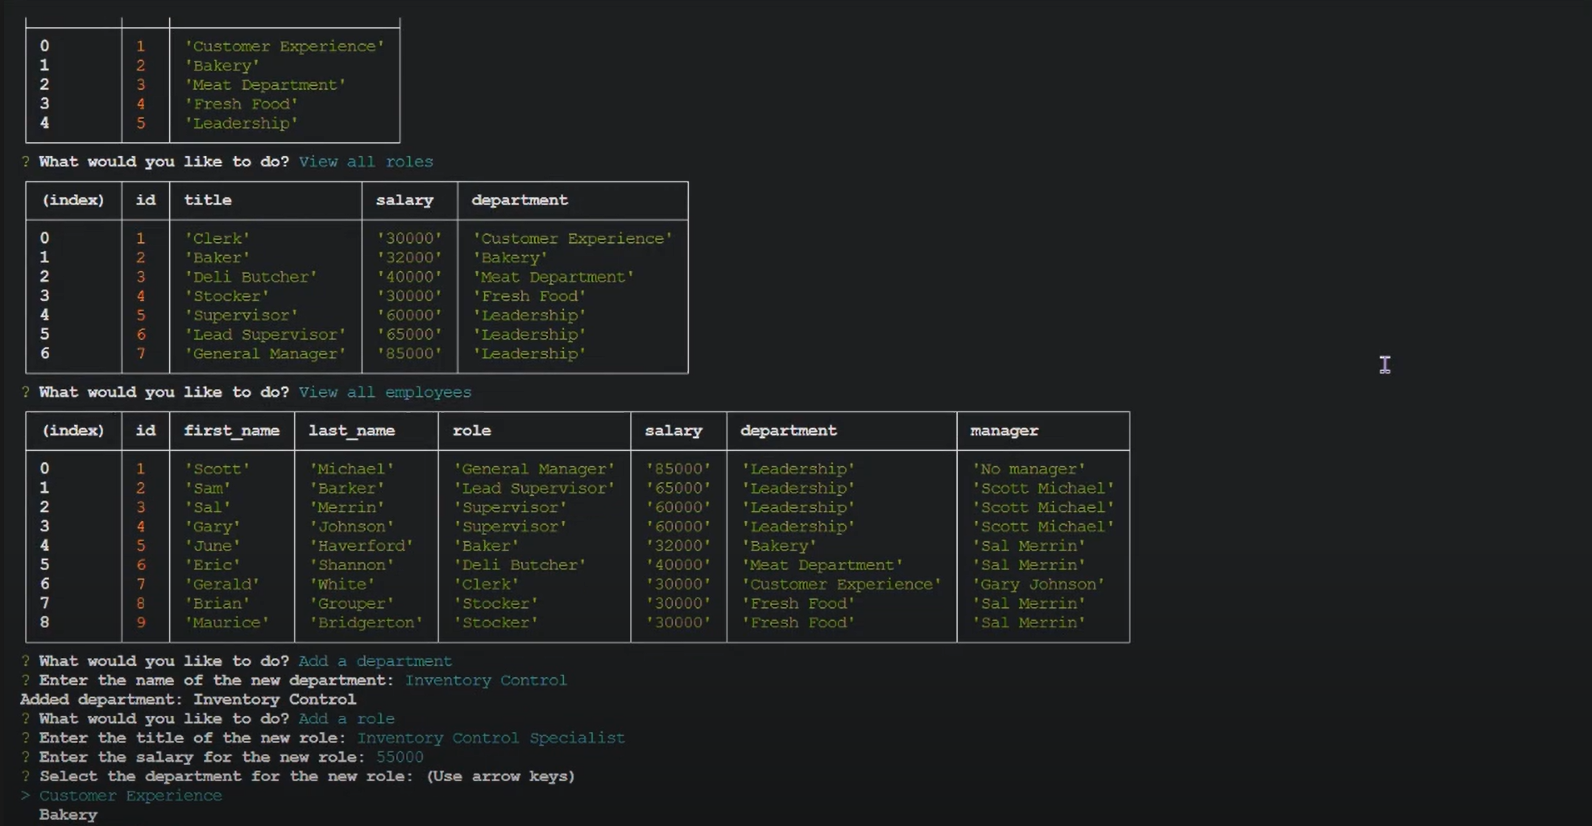 0 1 'Customer Experience'
1 2 'Bakery'
2 3 'Meat Department'
3 4 'Fresh Food'
4 5 'Leadership'
? What would you like to do? View all roles
(index) id title salary department
0 1 'Clerk' '30000' 'Customer Experience'
1 2 'Baker' '32000' 'Bakery'
2 3 'Deli Butcher' '40000' 'Meat Department'
3 4 'Stocker' '30000' 'Fresh Food'
4 5 'Supervisor' '60000' 'Leadership'
5 6 'Lead Supervisor' '65000' 'Leadership'
6 7 'General Manager' '85000' 'Leadership'
? What would you like to do? View all employees
(index) id first_name last_name role salary department manager
0 1 'Scott' 'Michael' 'General Manager' '85000' 'Leadership' 'No manager'
1 2 'Sam' 'Barker' 'Lead Supervisor' '65000' 'Leadership' 'Scott Michael'
2 3 'Sal' 'Merrin' 'Supervisor' '60000' 'Leadership' 'Scott Michael'
3 4 'Gary' 'Johnson' 'Supervisor' '60000' 'Leadership' 'Scott Michael'
4 5 'June' 'Haverford' 'Baker' '32000' 'Bakery' 'Sal Merrin'
5 6 'Eric' 'Shannon' 'Deli Butcher' '40000' 'Meat Department' 'Sal Merrin'
6 7 'Gerald' 'White' 'Clerk' '30000' 'Customer Experience' 'Gary Johnson'
7 8 'Brian' 'Grouper' 'Stocker' '30000' 'Fresh Food' 'Sal Merrin'
8 9 'Maurice' 'Bridgerton' 'Stocker' '30000' 'Fresh Food' 'Sal Merrin'
? What would you like to do? Add a department
? Enter the name of the new department: Inventory Control
Added department: Inventory Control
? What would you like to do? Add a role
? Enter the title of the new role: Inventory Control Specialist
? Enter the salary for the new role: 55000
? Select the department for the new role: (Use arrow keys)
> Customer Experience
Bakery